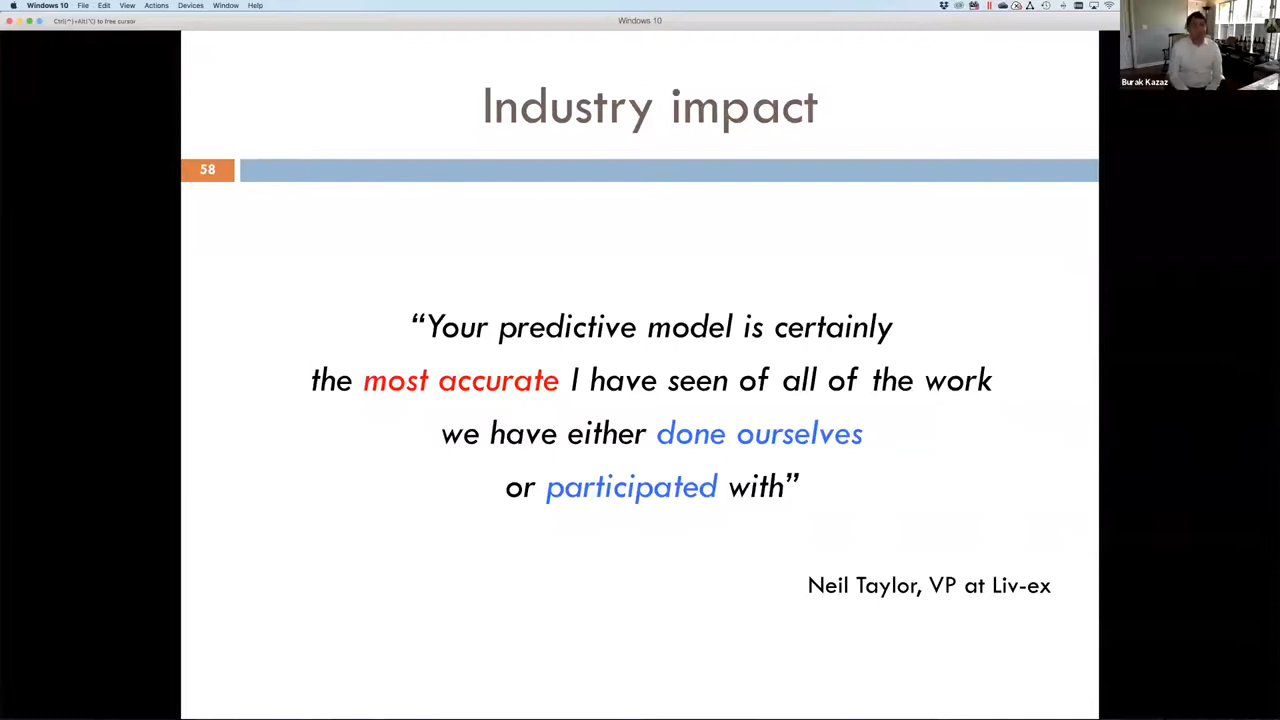 Windows 10 File Edit View Actions Devices Window Help
Ctrl(^)+Alt(⌥) to free cursor
Windows 10
Burak Kazaz
Industry impact
58
“Your predictive model is certainly
the most accurate I have seen of all of the work
we have either done ourselves
or participated with”
Neil Taylor, VP at Liv-ex